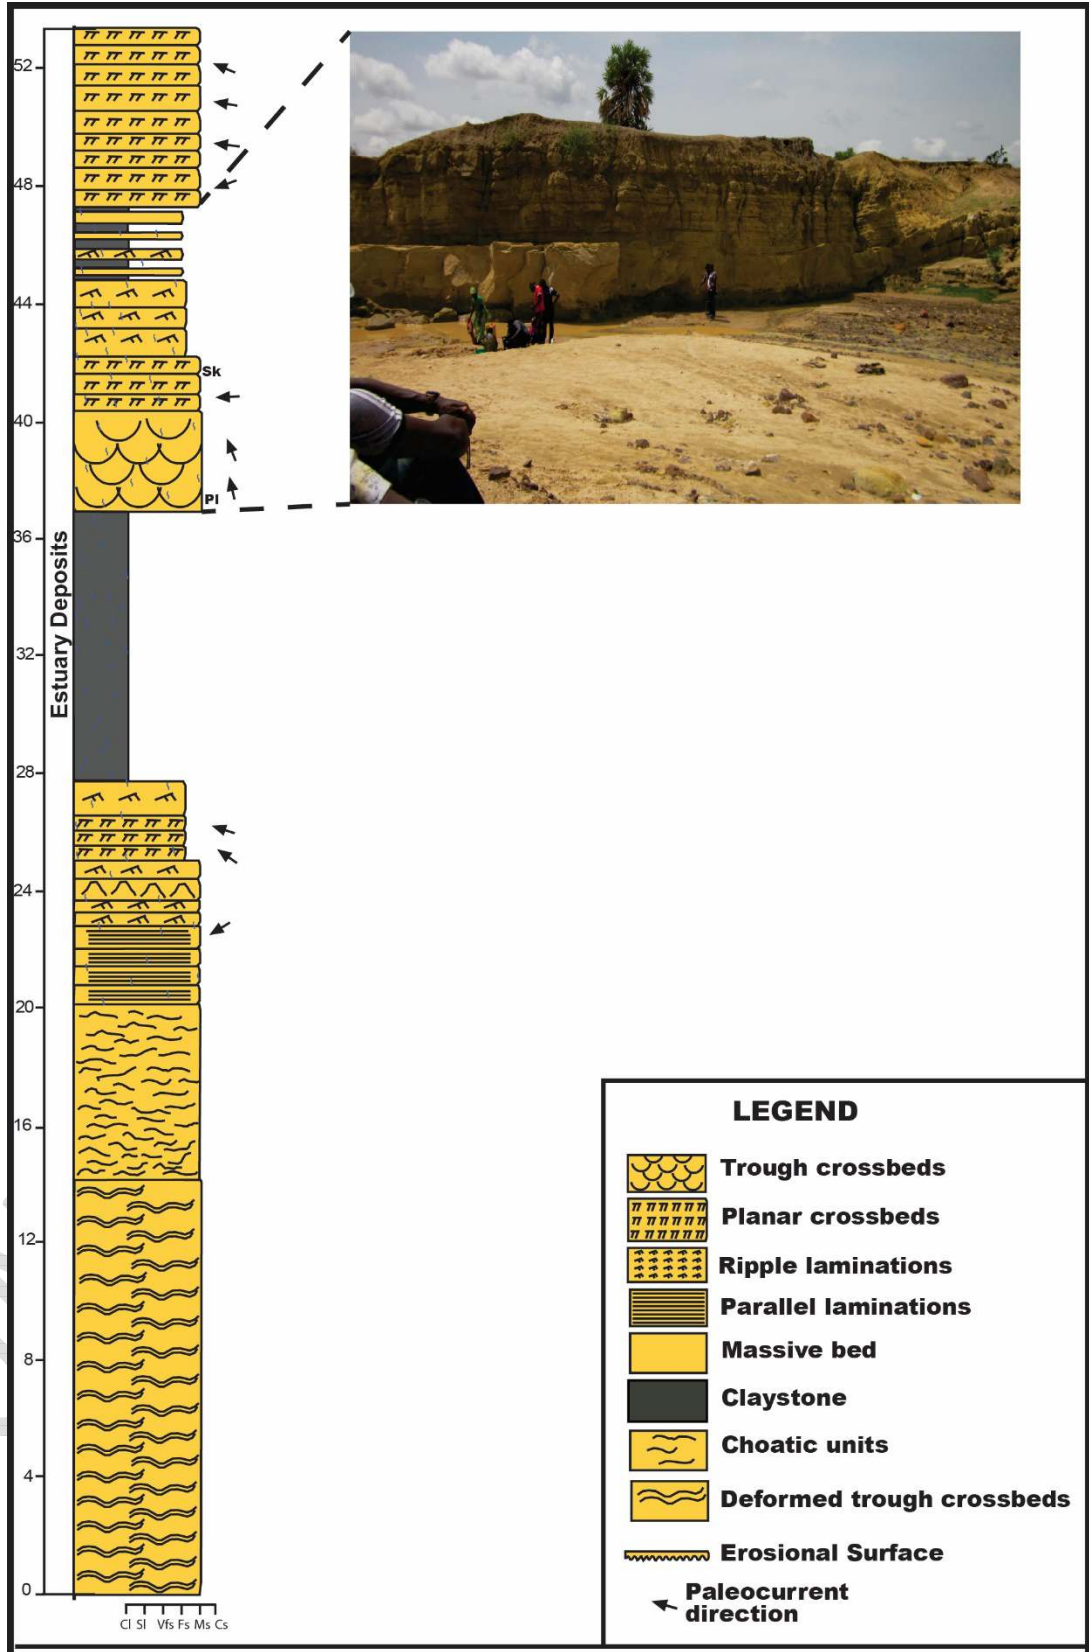 52
48
44
40
36
32
28
24
20
16
12
8
4
0
Estuary Deposits
Sk
Pl
Cl Sl Vfs Fs Ms Cs
LEGEND
Trough crossbeds
Planar crossbeds
Ripple laminations
Parallel laminations
Massive bed
Claystone
Choatic units
Deformed trough crossbeds
Erosional Surface
Paleocurrent
direction